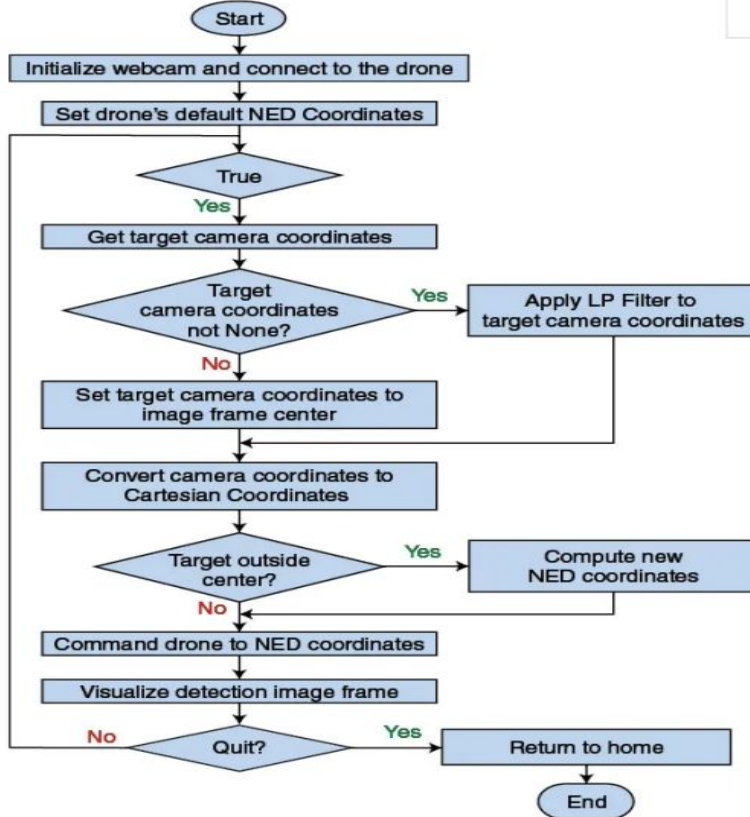 Start
Initialize webcam and connect to the drone
Set drone's default NED Coordinates
True
Yes
Get target camera coordinates
Target
camera coordinates
not None?
Yes
Apply LP Filter to
target camera coordinates
No
Set target camera coordinates to
image frame center
Convert camera coordinates to
Cartesian Coordinates
Target outside
center?
Yes
Compute new
NED coordinates
No
Command drone to NED coordinates
Visualize detection image frame
No
Quit?
Yes
Return to home
End